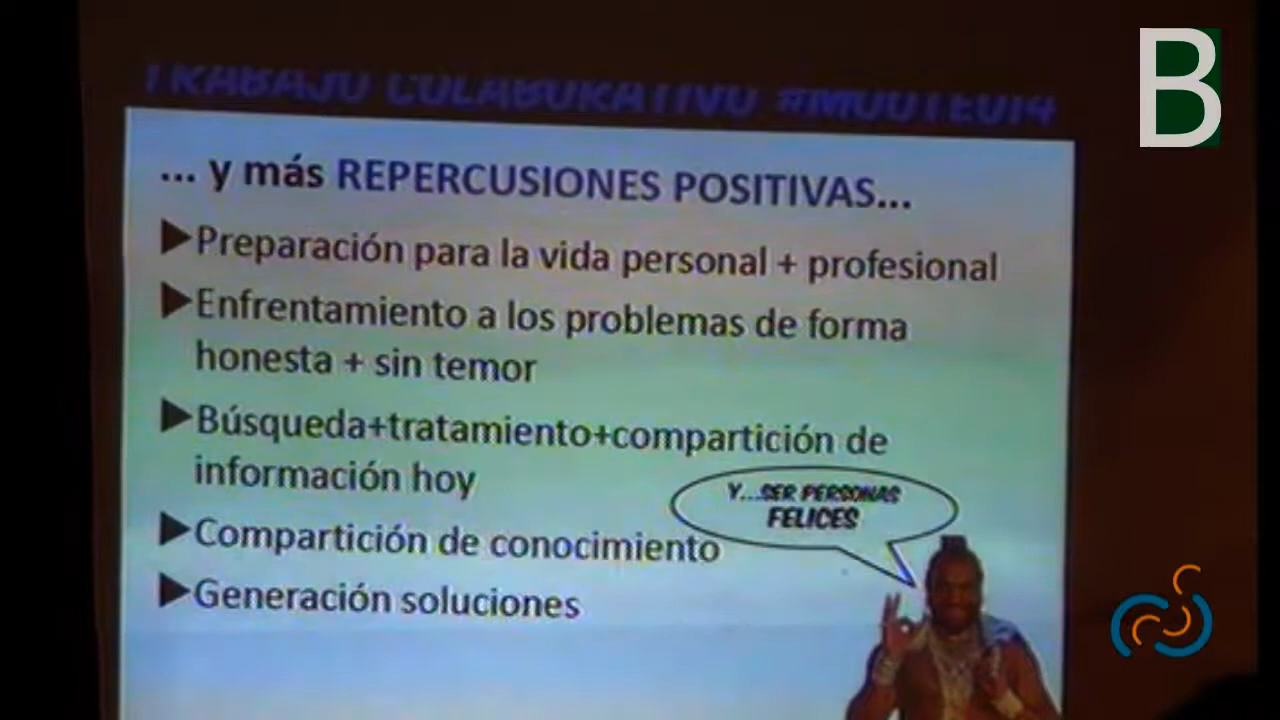 TRABAJO COLABORATIVO #MOOTEUI4
B
... y más REPERCUSIONES POSITIVAS...
Preparación para la vida personal + profesional
Enfrentamiento a los problemas de forma
honesta + sin temor
Búsqueda+tratamiento+compartición de
información hoy
Y...SER PERSONAS
FELICES
Compartición de conocimiento
Generación soluciones